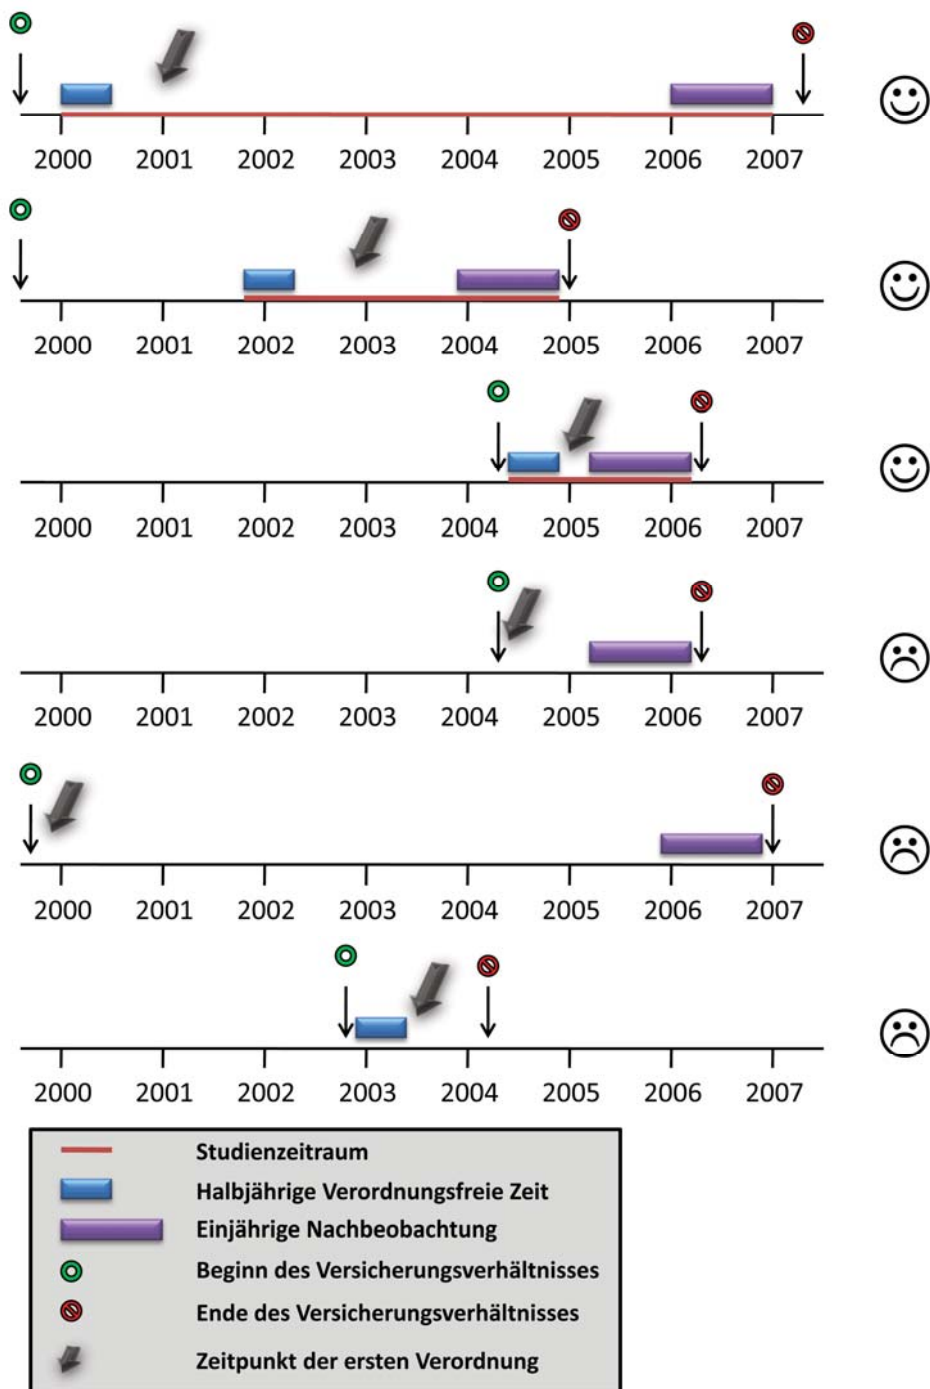 2000 2001 2002 2003 2004 2005 2006 2007
2000 2001 2002 2003 2004 2005 2006 2007
2000 2001 2002 2003 2004 2005 2006 2007
2000 2001 2002 2003 2004 2005 2006 2007
2000 2001 2002 2003 2004 2005 2006 2007
2000 2001 2002 2003 2004 2005 2006 2007
Studienzeitraum
Halbjährige Verordnungsfreie Zeit
Einjährige Nachbeobachtung
Beginn des Versicherungsverhältnisses
Ende des Versicherungsverhältnisses
Zeitpunkt der ersten Verordnung